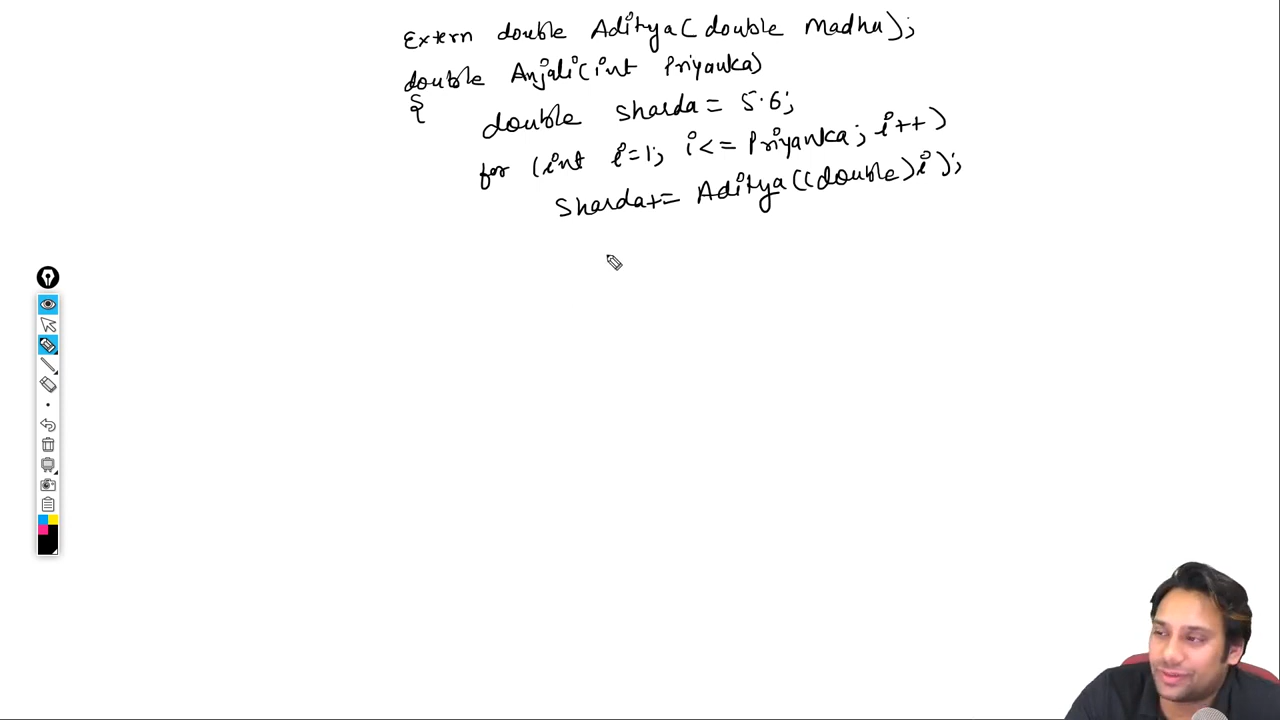 Extern double Aditya( double Madhu);
double Anjali(int Priyanka)
{
double Sharda = 5.6;
for (int i=1; i<= Priyanka; i++)
Sharda+= Aditya((double)i);